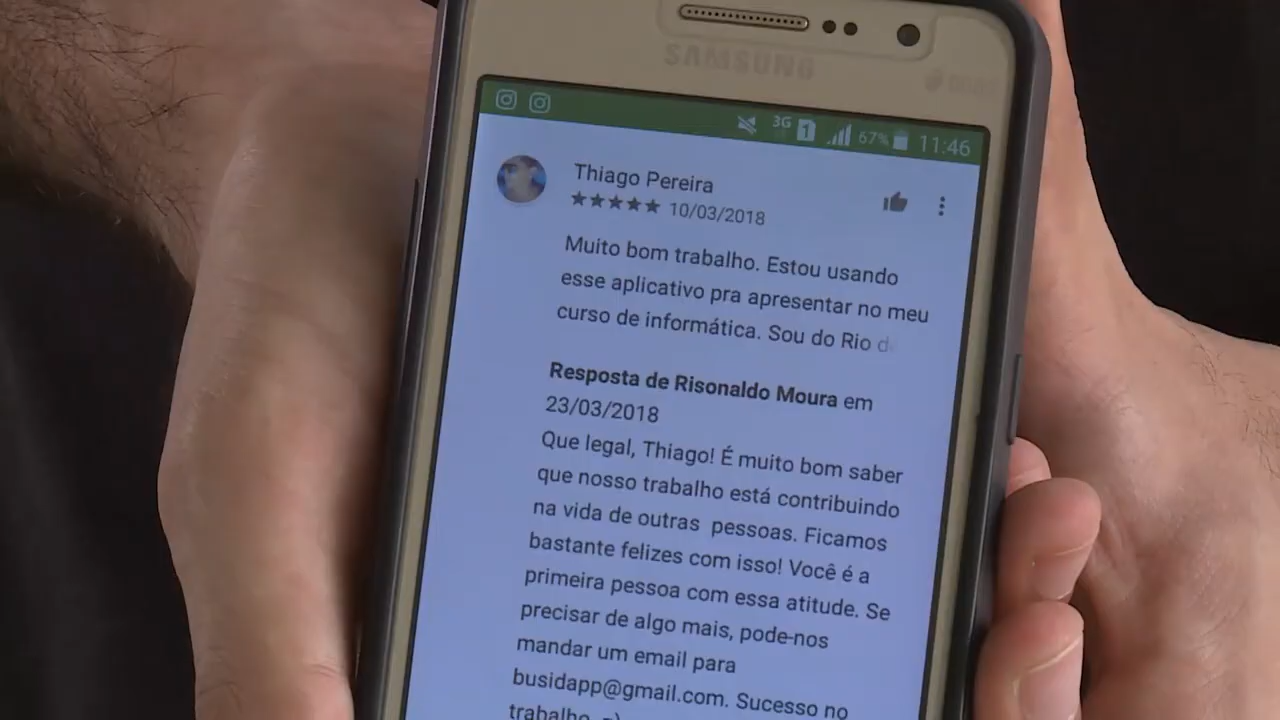 SAMSUNG
DUOS
3G 1 67% 11:46
Thiago Pereira
★★★★★ 10/03/2018
Muito bom trabalho. Estou usando
esse aplicativo pra apresentar no meu
curso de informática. Sou do Rio d
Resposta de Risonaldo Moura em
23/03/2018
Que legal, Thiago! É muito bom saber
que nosso trabalho está contribuindo
na vida de outras pessoas. Ficamos
bastante felizes com isso! Você é a
primeira pessoa com essa atitude. Se
precisar de algo mais, pode-nos
mandar um email para
busidapp@gmail.com. Sucesso no
trabalho. =)